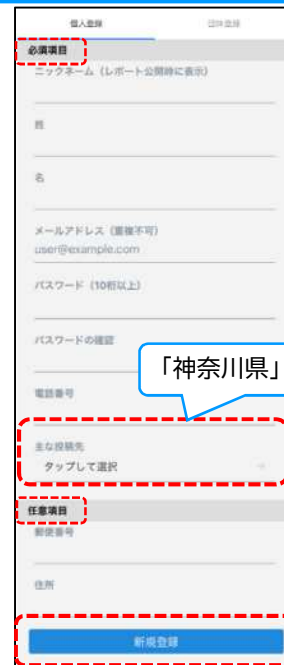 個人登録 団体登録
必須項目
ニックネーム（レポート公開時に表示）
姓
名
メールアドレス（重複不可）
user@example.com
パスワード（10桁以上）
パスワードの確認
「神奈川県」
電話番号
主な投稿先
タップして選択
任意項目
郵便番号
住所
新規登録